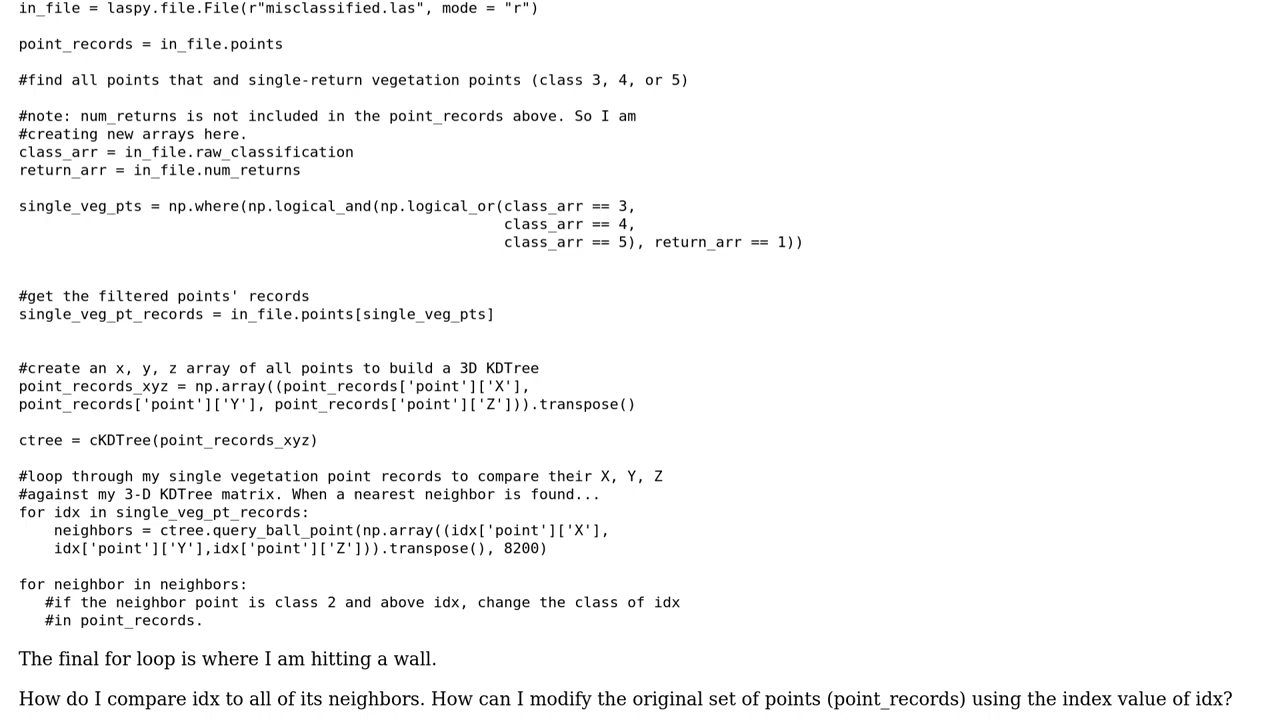 in_file = laspy.file.File(r"misclassified.las", mode = "r")
point_records = in_file.points
#find all points that and single-return vegetation points (class 3, 4, or 5)
#note: num_returns is not included in the point_records above. So I am
#creating new arrays here.
class_arr = in_file.raw_classification
return_arr = in_file.num_returns
single_veg_pts = np.where(np.logical_and(np.logical_or(class_arr == 3,
class_arr == 4,
class_arr == 5), return_arr == 1))
#get the filtered points' records
single_veg_pt_records = in_file.points[single_veg_pts]
#create an x, y, z array of all points to build a 3D KDTree
point_records_xyz = np.array((point_records['point']['X'],
point_records['point']['Y'], point_records['point']['Z'])).transpose()
ctree = cKDTree(point_records_xyz)
#loop through my single vegetation point records to compare their X, Y, Z
#against my 3-D KDTree matrix. When a nearest neighbor is found...
for idx in single_veg_pt_records:
    neighbors = ctree.query_ball_point(np.array((idx['point']['X'],
    idx['point']['Y'],idx['point']['Z'])).transpose(), 8200)
for neighbor in neighbors:
   #if the neighbor point is class 2 and above idx, change the class of idx
   #in point_records.
The final for loop is where I am hitting a wall.
How do I compare idx to all of its neighbors. How can I modify the original set of points (point_records) using the index value of idx?